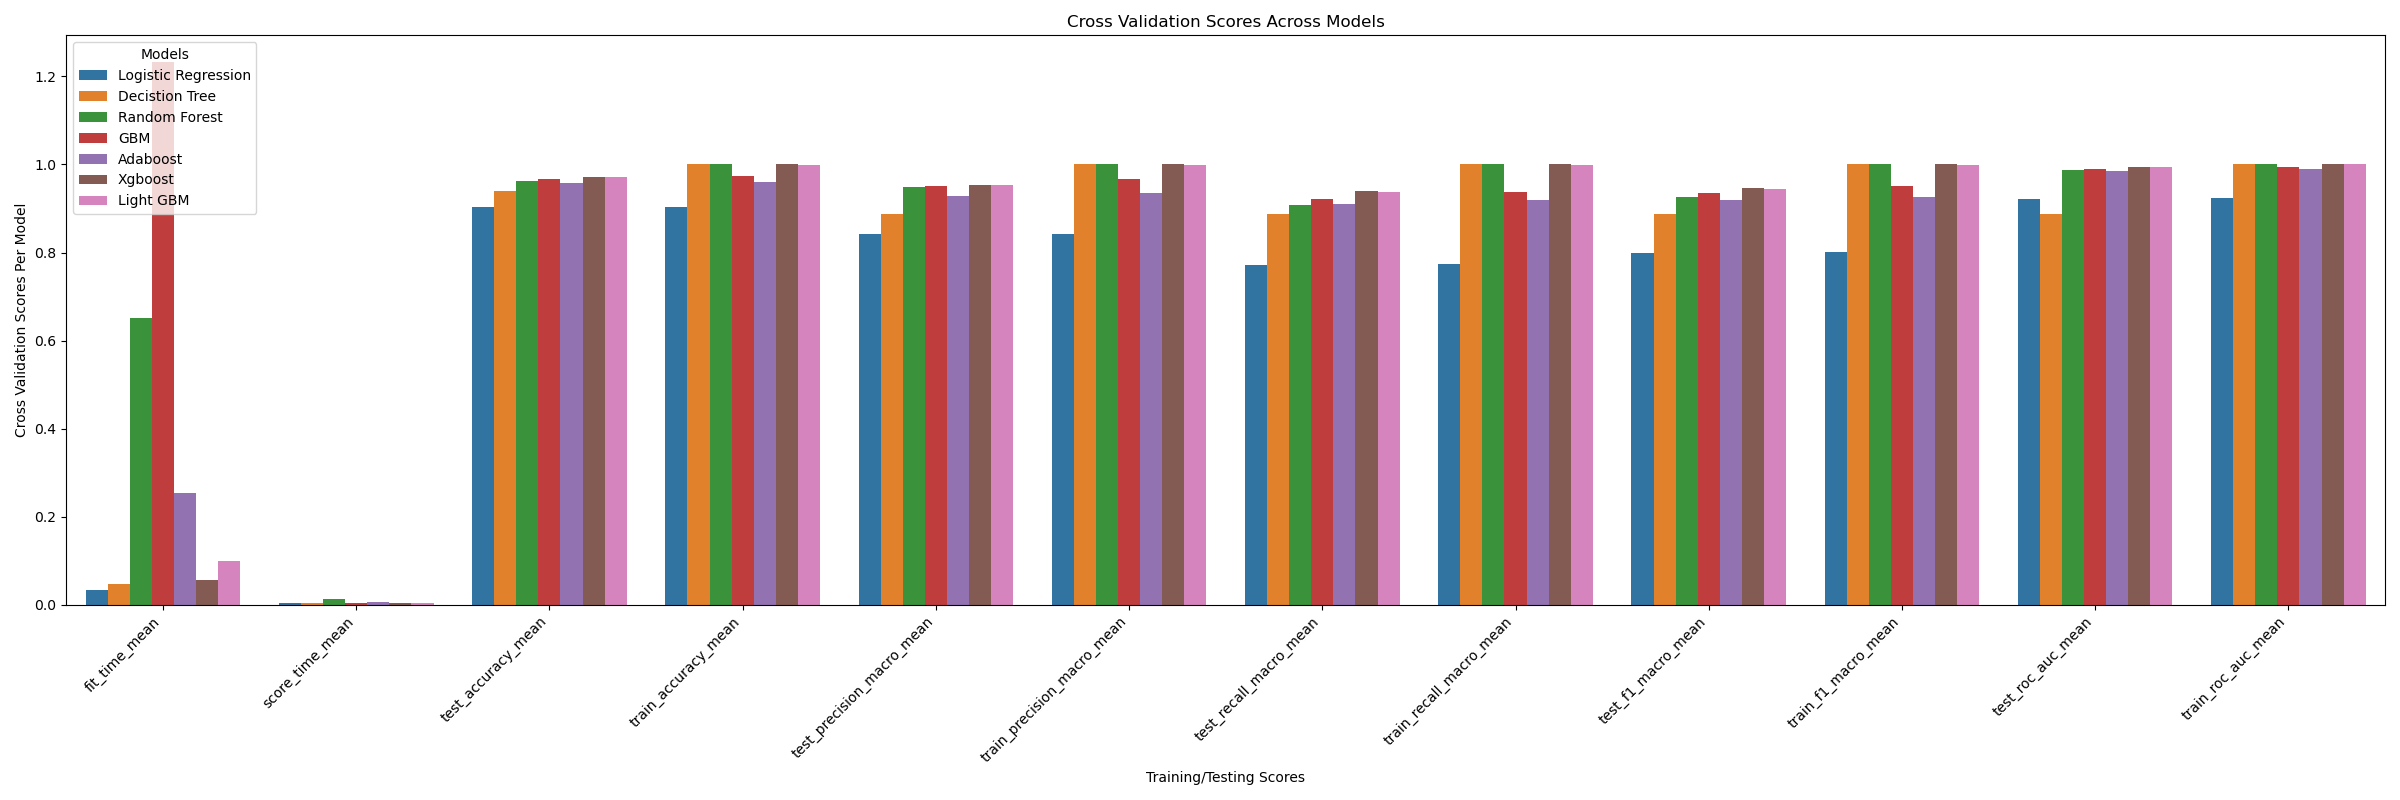 Cross Validation Scores Across Models
Models
Logistic Regression
Decistion Tree
Random Forest
GBM
Adaboost
Xgboost
Light GBM
Cross Validation Scores Per Model
1.2
1.0
0.8
0.6
0.4
0.2
0.0
fit_time_mean
score_time_mean
test_accuracy_mean
train_accuracy_mean
test_precision_macro_mean
train_precision_macro_mean
test_recall_macro_mean
train_recall_macro_mean
test_f1_macro_mean
train_f1_macro_mean
test_roc_auc_mean
train_roc_auc_mean
Training/Testing Scores